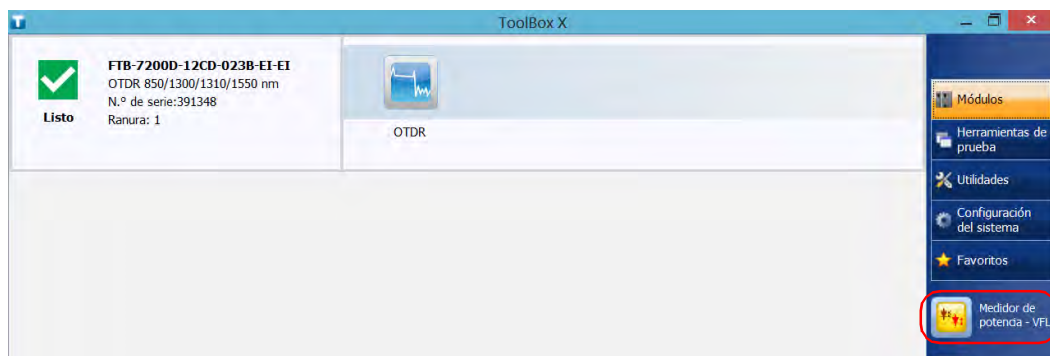 ToolBox X
FTB-7200D-12CD-023B-EI-EI
OTDR 850/1300/1310/1550 nm
N.º de serie:391348
Ranura: 1
Listo
OTDR
Módulos
Herramientas de
prueba
Utilidades
Configuración
del sistema
Favoritos
Medidor de
potencia - VFL